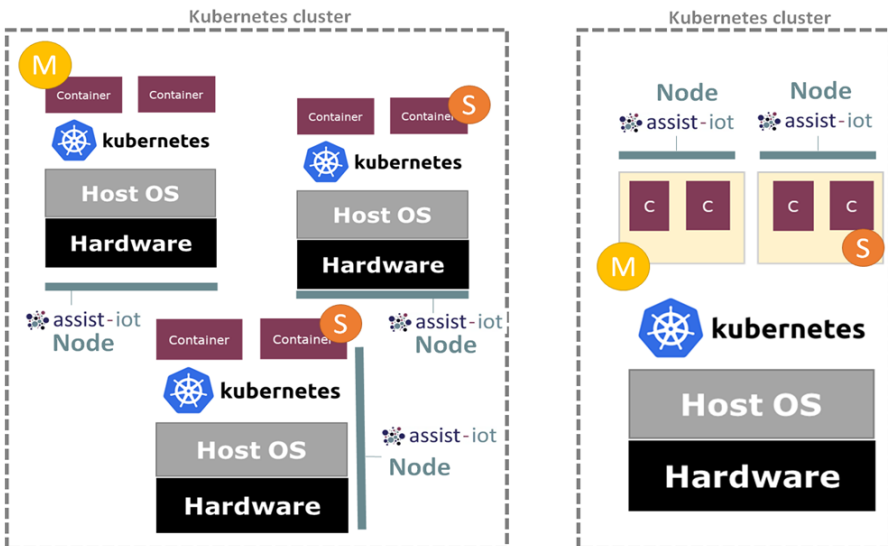 Kubernetes cluster
M
Container
Container
kubernetes
Host OS
Hardware
assist-iot
Node
Container
Container
S
kubernetes
Host OS
Hardware
assist-iot
Node
Container
Container
S
kubernetes
Host OS
Hardware
assist-iot
Node
Kubernetes cluster
Node
Node
assist-iot
assist-iot
C
C
C
C
M
S
kubernetes
Host OS
Hardware